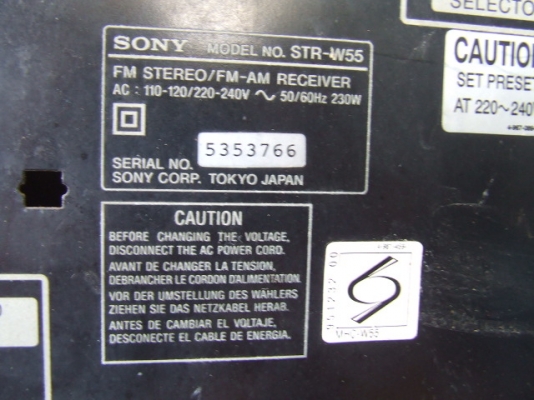 SELECTO
SONY MODEL NO. STR-W55
FM STEREO/FM-AM RECEIVER
AC : 110-120/220-240V ~ 50/60Hz 230W
SERIAL NO. 5353766
SONY CORP. TOKYO JAPAN
CAUTION
SET PRESET
AT 220~240V
CAUTION
BEFORE CHANGING THE VOLTAGE,
DISCONNECT THE AC POWER CORD.
AVANT DE CHANGER LA TENSION,
DEBRANCHER LE CORDON D'ALIMENTATION.
VOR DER UMSTELLUNG DES WÄHLERS
ZIEHEN SIE DAS NETZKABEL HERAB.
ANTES DE CAMBIAR EL VOLTAJE,
DESCONECTE EL CABLE DE ENERGIA.
MHC-W55